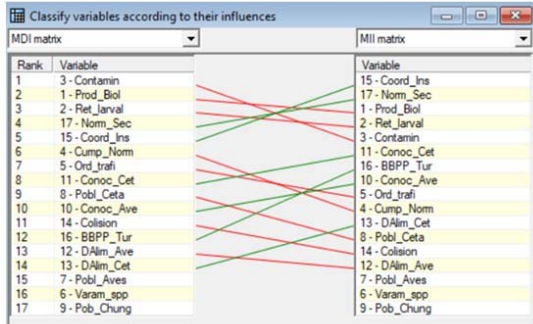 Classify variables according to their influences
MDI matrix
MII matrix
Rank Variable
1 3 - Contamin
2 1 - Prod_Biol
3 2 - Ret_larval
4 17 - Norm_Sec
5 15 - Coord_Ins
6 4 - Cump_Norm
7 5 - Ord_trafi
8 11 - Conoc_Cet
9 8 - Pobl_Ceta
10 10 - Conoc_Ave
11 14 - Colision
12 16 - BBPP_Tur
13 12 - DAlim_Ave
14 13 - DAlim_Cet
15 7 - Pobl_Aves
16 6 - Varam_spp
17 9 - Pob_Chung
Variable
15 - Coord_Ins
17 - Norm_Sec
1 - Prod_Biol
2 - Ret_larval
3 - Contamin
11 - Conoc_Cet
16 - BBPP_Tur
10 - Conoc_Ave
5 - Ord_trafi
4 - Cump_Norm
13 - DAlim_Cet
8 - Pobl_Ceta
14 - Colision
12 - DAlim_Ave
7 - Pobl_Aves
6 - Varam_spp
9 - Pob_Chung